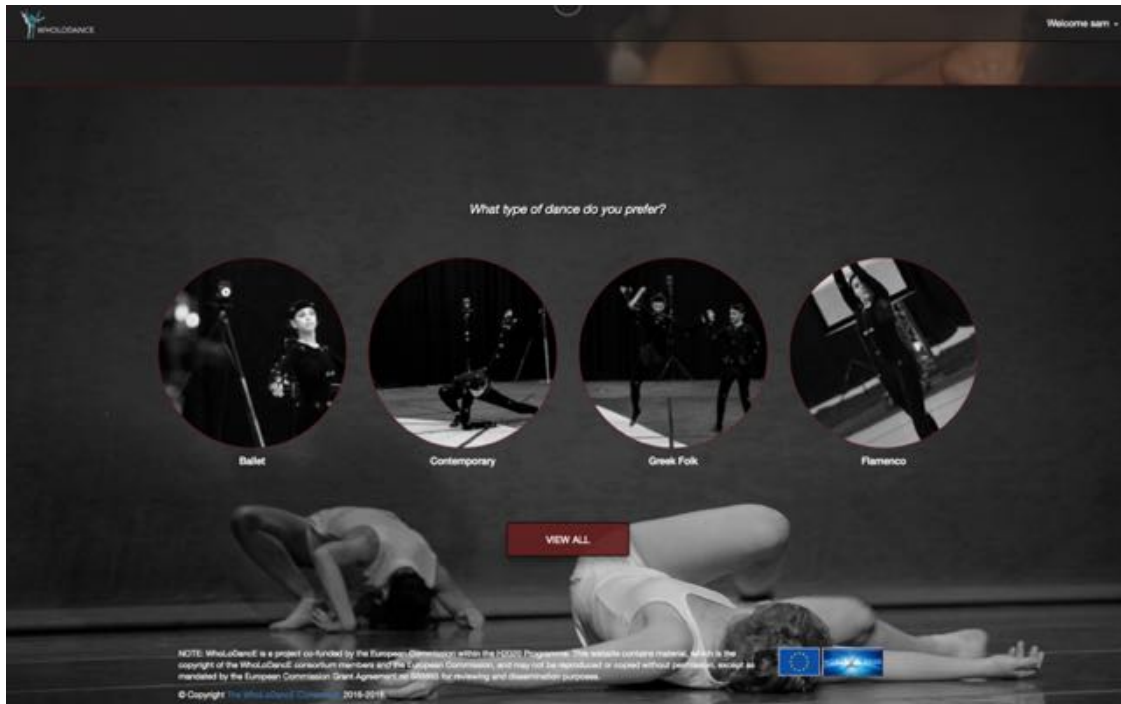 WHOLODANCE
Welcome sam
What type of dance do you prefer?
Ballet
Contemporary
Greek Folk
Flamenco
VIEW ALL
NOTE: WhoLoDancE is a project co-funded by the European Commission within the H2020 Programme. This website contains material, which is the
copyright of the WhoLoDancE consortium members and the European Commission, and may not be reproduced or copied without permission, except as
mandated by the European Commission Grant Agreement no for reviewing and dissemination purposes.
© Copyright The WhoLoDancE Consortium, 2016-2018